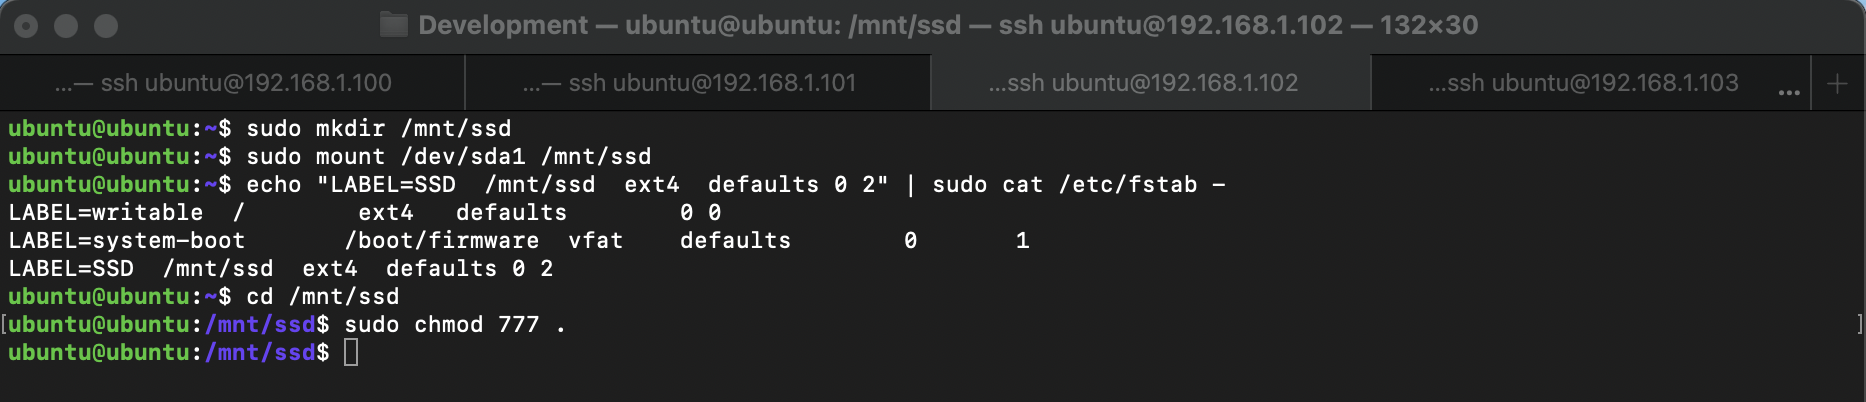 Development — ubuntu@ubuntu: /mnt/ssd — ssh ubuntu@192.168.1.102 — 132×30
...— ssh ubuntu@192.168.1.100 ...— ssh ubuntu@192.168.1.101 ...ssh ubuntu@192.168.1.102 ...ssh ubuntu@192.168.1.103 ... +
ubuntu@ubuntu:~$ sudo mkdir /mnt/ssd
ubuntu@ubuntu:~$ sudo mount /dev/sda1 /mnt/ssd
ubuntu@ubuntu:~$ echo "LABEL=SSD  /mnt/ssd  ext4  defaults 0 2" | sudo cat /etc/fstab -
LABEL=writable  /        ext4   defaults        0 0
LABEL=system-boot       /boot/firmware  vfat    defaults        0       1
LABEL=SSD  /mnt/ssd  ext4  defaults 0 2
ubuntu@ubuntu:~$ cd /mnt/ssd
[ubuntu@ubuntu:/mnt/ssd$ sudo chmod 777 . ]
ubuntu@ubuntu:/mnt/ssd$